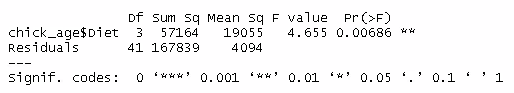 Df Sum Sq Mean Sq F value Pr(>F)
chick_age$Diet 3 57164 19055 4.655 0.00686 **
Residuals 41 167839 4094
---
Signif. codes: 0 ‘***’ 0.001 ‘**’ 0.01 ‘*’ 0.05 ‘.’ 0.1 ‘ ’ 1